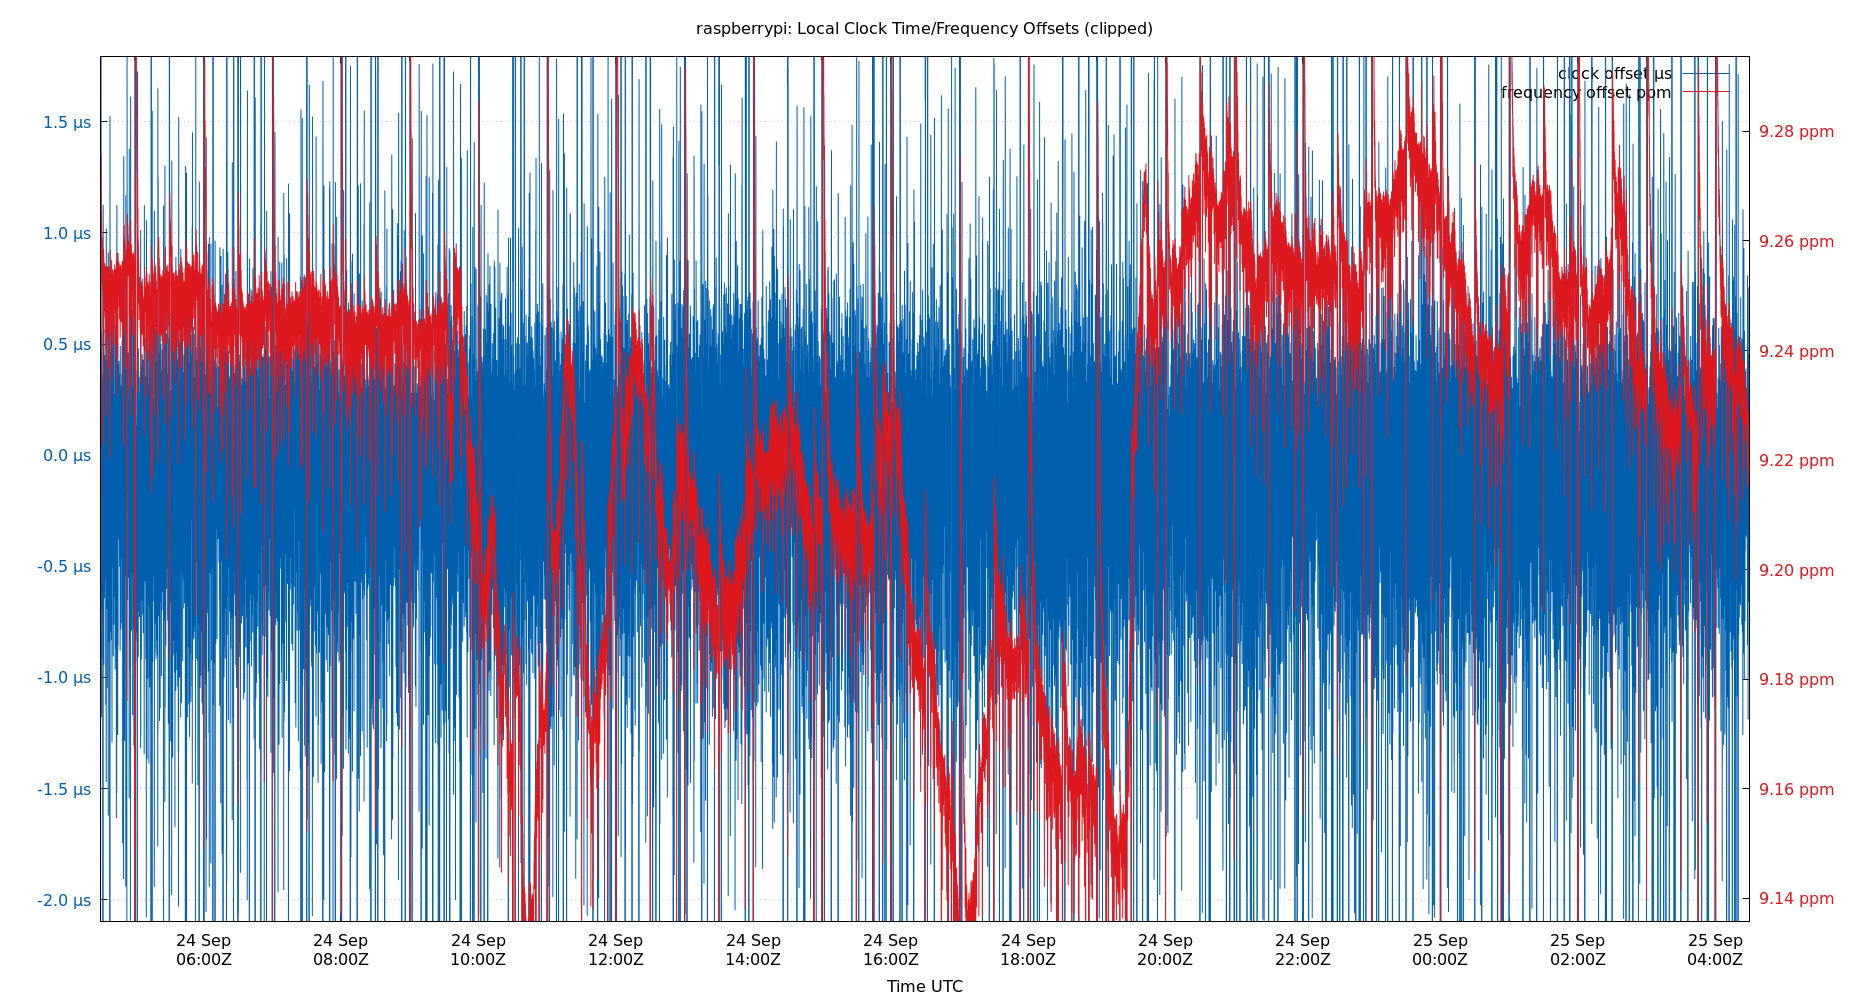 raspberrypi: Local Clock Time/Frequency Offsets (clipped)
clock offset µs
frequency offset ppm
1.5 µs
1.0 µs
0.5 µs
0.0 µs
-0.5 µs
-1.0 µs
-1.5 µs
-2.0 µs
9.28 ppm
9.26 ppm
9.24 ppm
9.22 ppm
9.20 ppm
9.18 ppm
9.16 ppm
9.14 ppm
24 Sep 24 Sep 24 Sep 24 Sep 24 Sep 24 Sep 24 Sep 24 Sep 24 Sep 25 Sep 25 Sep 25 Sep
06:00Z 08:00Z 10:00Z 12:00Z 14:00Z 16:00Z 18:00Z 20:00Z 22:00Z 00:00Z 02:00Z 04:00Z
Time UTC